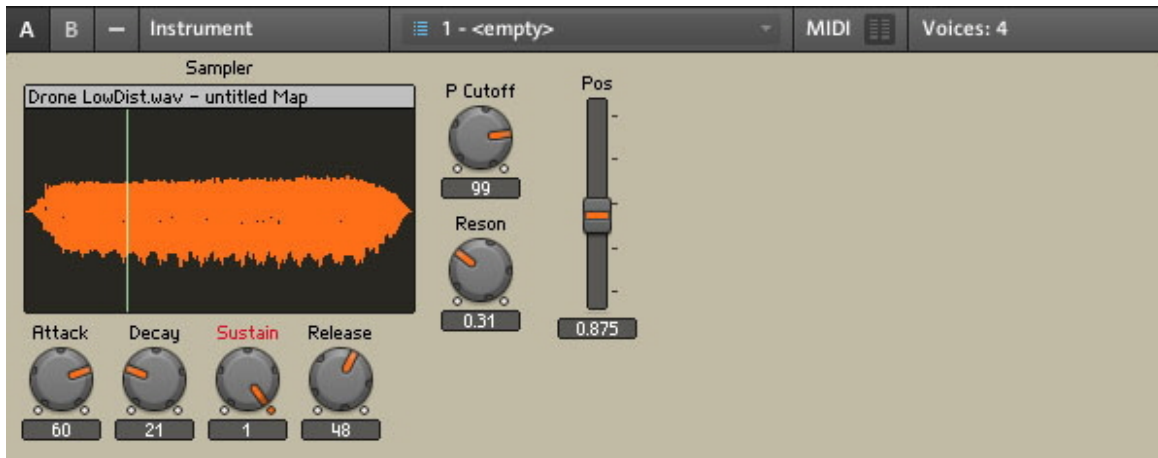 A B – Instrument 1 - <empty> MIDI Voices: 4
Sampler
Drone LowDist.wav - untitled Map
P Cutoff
99
Reson
0.31
Pos
0.875
Attack Decay Sustain Release
60 21 1 48